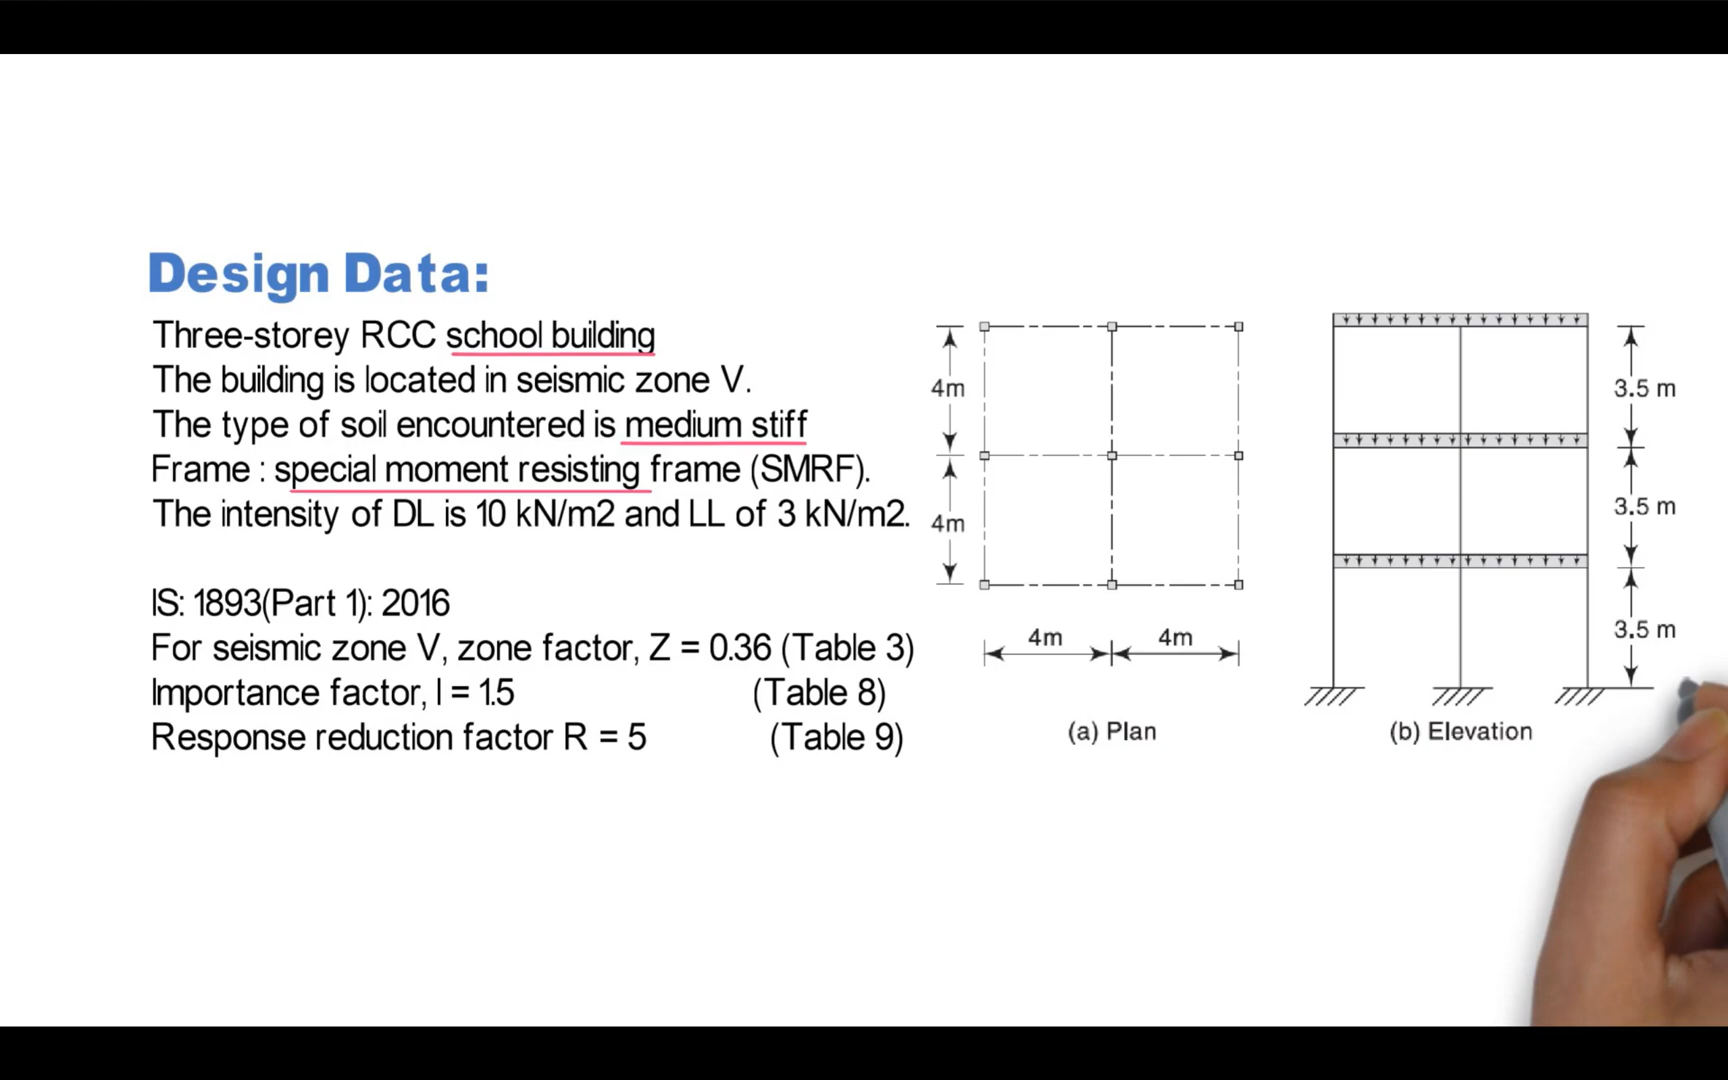 Design Data:
Three-storey RCC school building
The building is located in seismic zone V.
The type of soil encountered is medium stiff
Frame : special moment resisting frame (SMRF).
The intensity of DL is 10 kN/m2 and LL of 3 kN/m2.
IS: 1893(Part 1): 2016
For seismic zone V, zone factor, Z = 0.36 (Table 3)
Importance factor, I = 1.5 (Table 8)
Response reduction factor R = 5 (Table 9)
4m
4m
4m 4m
(a) Plan
3.5 m
3.5 m
3.5 m
(b) Elevation